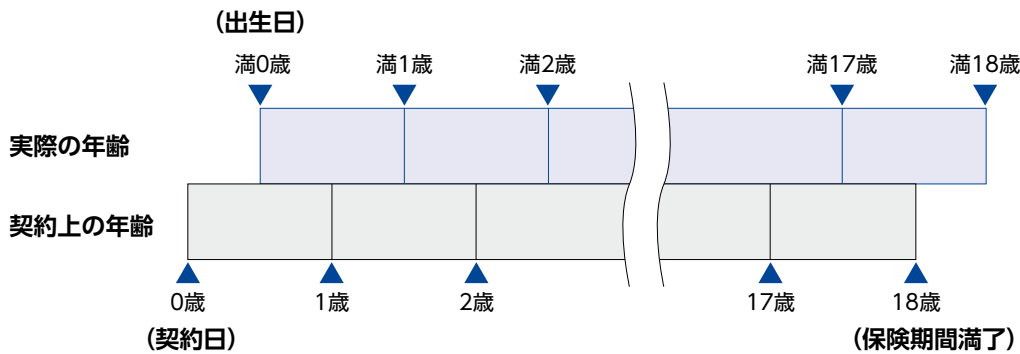 (出生日)
満0歳 満1歳 満2歳 満17歳 満18歳
実際の年齢
契約上の年齢
0歳 1歳 2歳 17歳 18歳
(契約日) (保険期間満了)